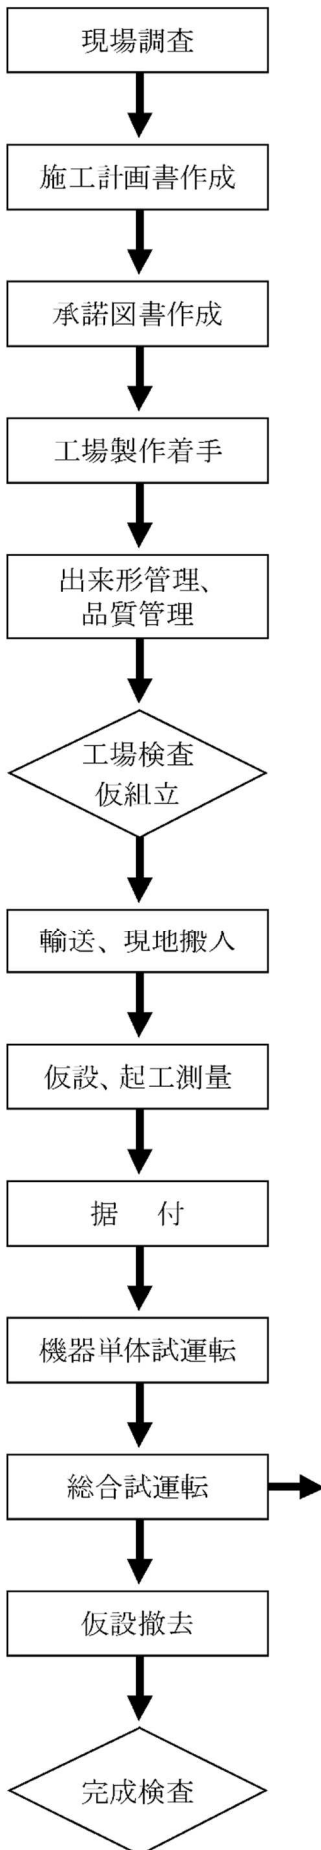 現場調査
施工計画書作成
承諾図書作成
工場製作着手
出来形管理、
品質管理
工場検査
仮組立
輸送、現地搬入
仮設、起工測量
据　付
機器単体試運転
総合試運転
仮設撤去
完成検査